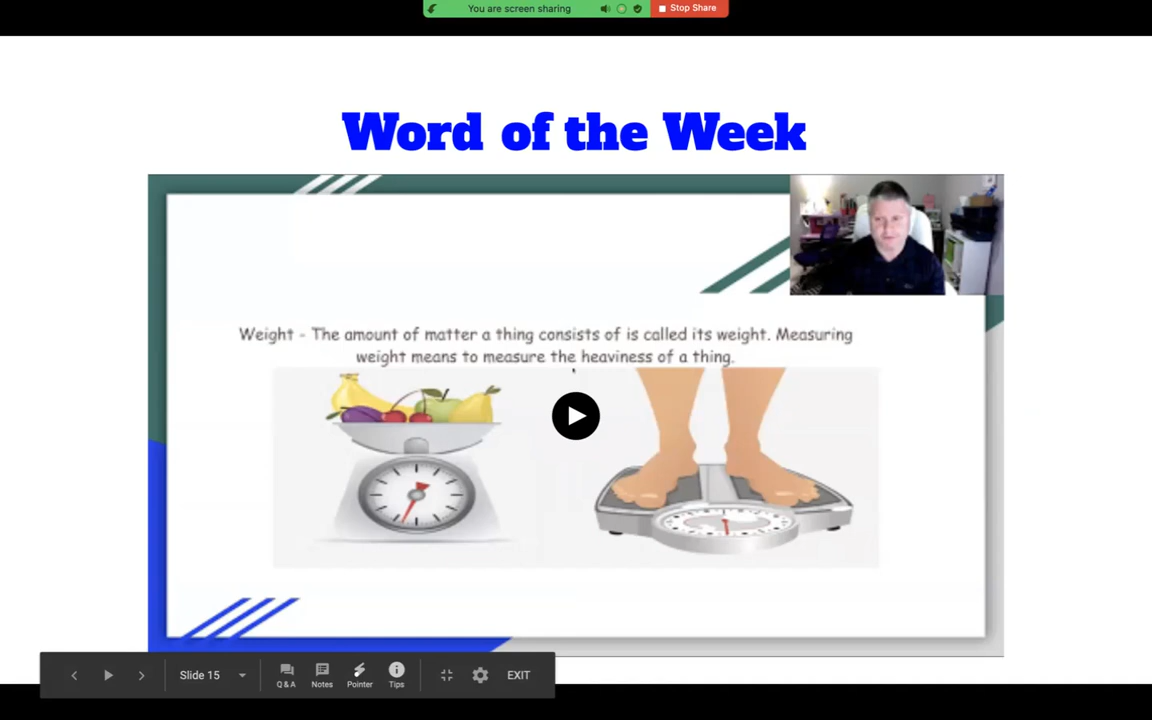 You are screen sharing
Stop Share
Word of the Week
Weight - The amount of matter a thing consists of is called its weight. Measuring
weight means to measure the heaviness of a thing.
Slide 15
Q & A
Notes
Pointer
Tips
EXIT